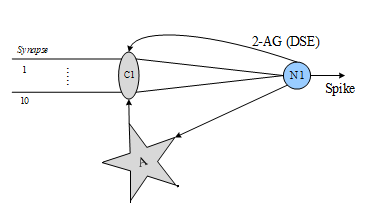 2-AG (DSE)
Synapse
1
C1
N1
10
Spike
A